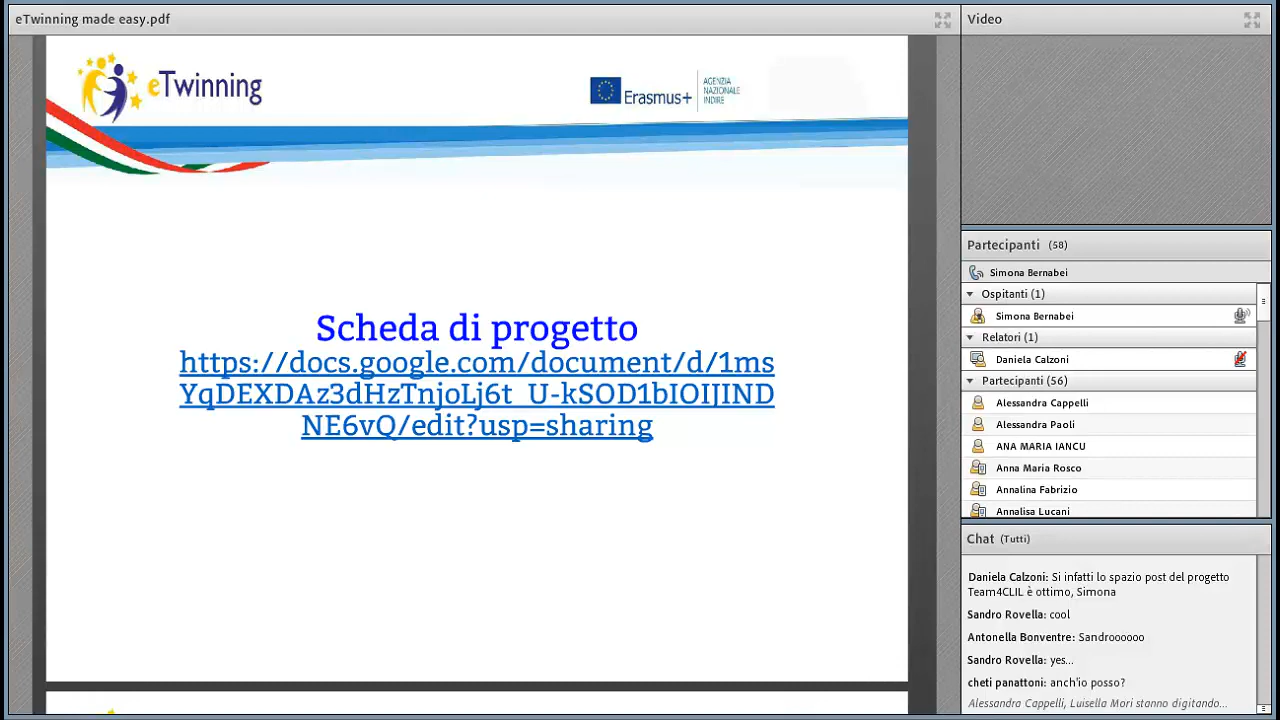 eTwinning made easy.pdf
eTwinning
Erasmus+
AGENZIA
NAZIONALE
INDIRE
Scheda di progetto
https://docs.google.com/document/d/1ms
YqDEXDAz3dHzTnjoLj6t_U-kSOD1bIOIJIND
NE6vQ/edit?usp=sharing
Video
Partecipanti (58)
Simona Bernabei
Ospitanti (1)
Simona Bernabei
Relatori (1)
Daniela Calzoni
Partecipanti (56)
Alessandra Cappelli
Alessandra Paoli
ANA MARIA IANCU
Anna Maria Rosco
Annalina Fabrizio
Annalisa Lucani
Chat (Tutti)
Daniela Calzoni: Si infatti lo spazio post del progetto
Team4CLIL è ottimo, Simona
Sandro Rovella: cool
Antonella Bonventre: Sandroooooo
Sandro Rovella: yes...
cheti panattoni: anch'io posso?
Alessandra Cappelli, Luisella Mori stanno digitando...